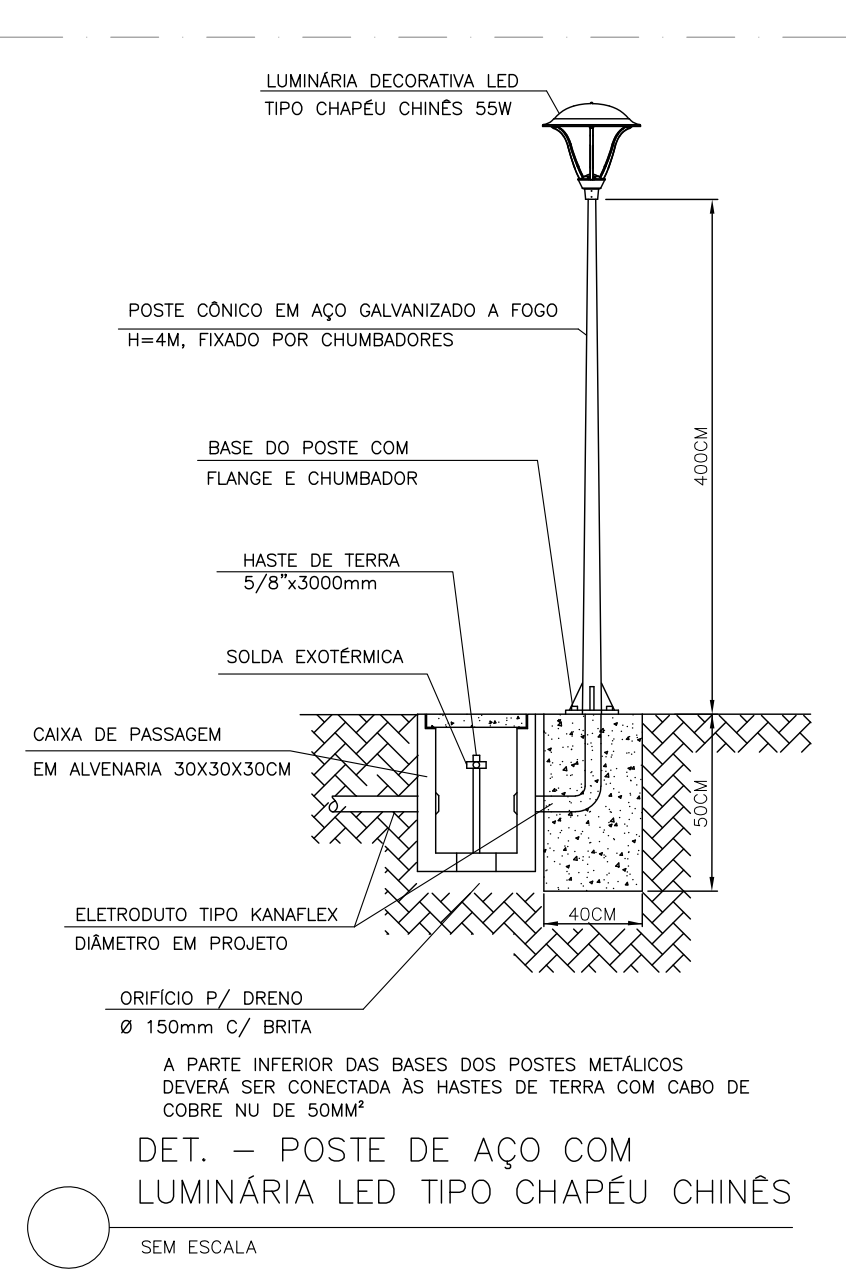 LUMINÁRIA DECORATIVA LED
TIPO CHAPÉU CHINÊS 55W
POSTE CÔNICO EM AÇO GALVANIZADO A FOGO
H=4M, FIXADO POR CHUMBADORES
400CM
BASE DO POSTE COM
FLANGE E CHUMBADOR
HASTE DE TERRA
5/8"x3000mm
SOLDA EXOTÉRMICA
CAIXA DE PASSAGEM
EM ALVENARIA 30X30X30CM
50CM
40CM
ELETRODUTO TIPO KANAFLEX
DIÂMETRO EM PROJETO
ORIFÍCIO P/ DRENO
Ø 150mm C/ BRITA
A PARTE INFERIOR DAS BASES DOS POSTES METÁLICOS
DEVERÁ SER CONECTADA ÀS HASTES DE TERRA COM CABO DE
COBRE NU DE 50MM²
DET. – POSTE DE AÇO COM
LUMINÁRIA LED TIPO CHAPÉU CHINÊS
SEM ESCALA